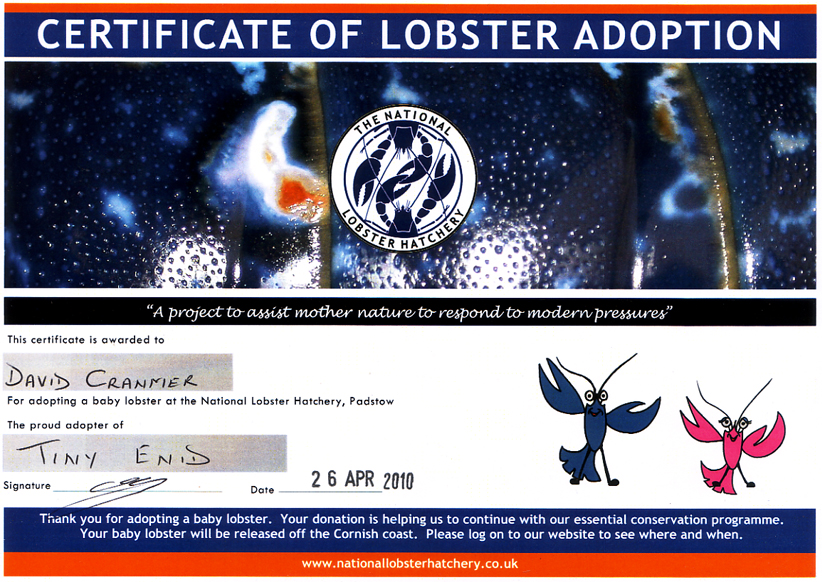 CERTIFICATE OF LOBSTER ADOPTION
THE NATIONAL
LOBSTER HATCHERY
“A project to assist mother nature to respond to modern pressures”
This certificate is awarded to
DAVID CRANMER
For adopting a baby lobster at the National Lobster Hatchery, Padstow
The proud adopter of
TINY ENID
Signature
Date 26 APR 2010
Thank you for adopting a baby lobster. Your donation is helping us to continue with our essential conservation programme.
Your baby lobster will be released off the Cornish coast. Please log on to our website to see where and when.
www.nationallobsterhatchery.co.uk